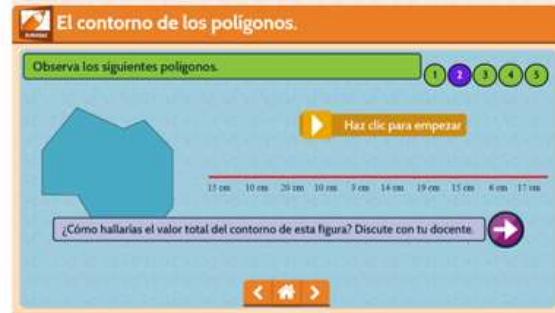 El contorno de los polígonos.
Observa los siguientes polígonos.
1 2 3 4 5
Haz clic para empezar
15 cm 10 cm 20 cm 10 cm 3 cm 14 cm 19 cm 15 cm 6 cm 17 cm
¿Cómo hallarías el valor total del contorno de esta figura? Discute con tu docente.